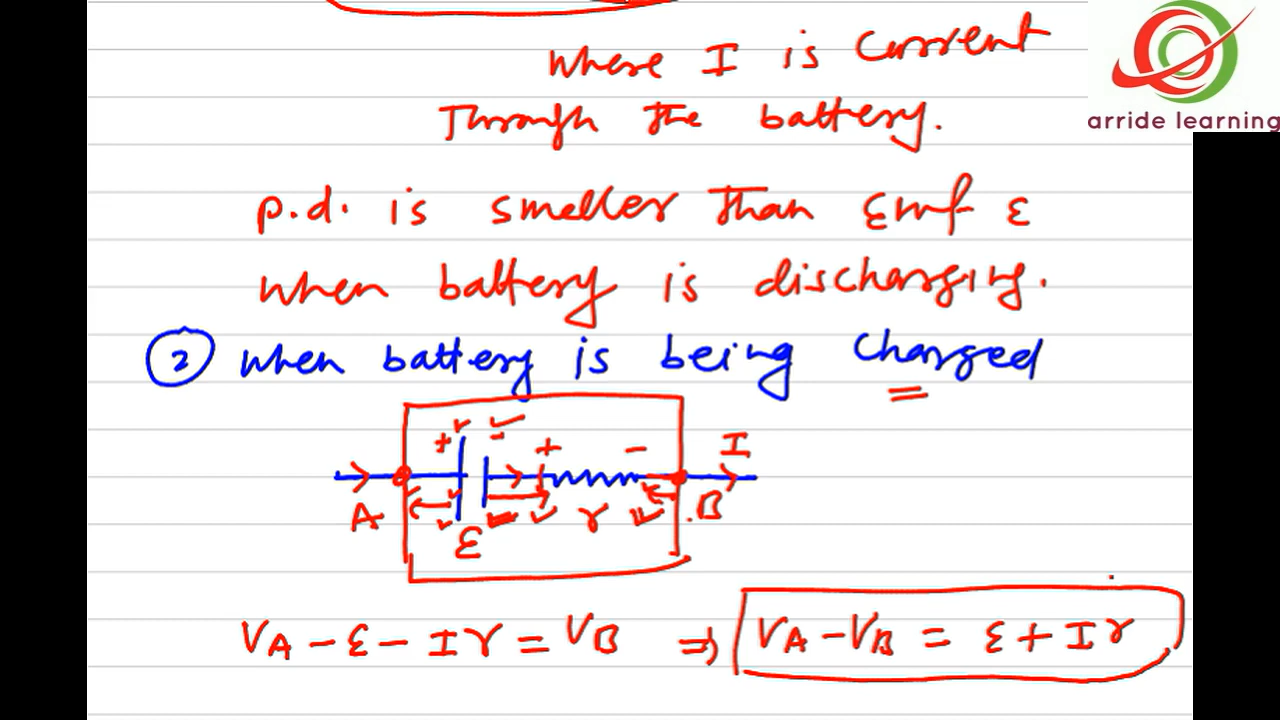 where I is current
arride learning
Through the battery.
p.d. is smaller than Emf ε
when battery is discharging.
2 when battery is being charged
+ - + - I
A ε r B
VA - ε - Ir = VB ⇒ VA - VB = ε + Ir